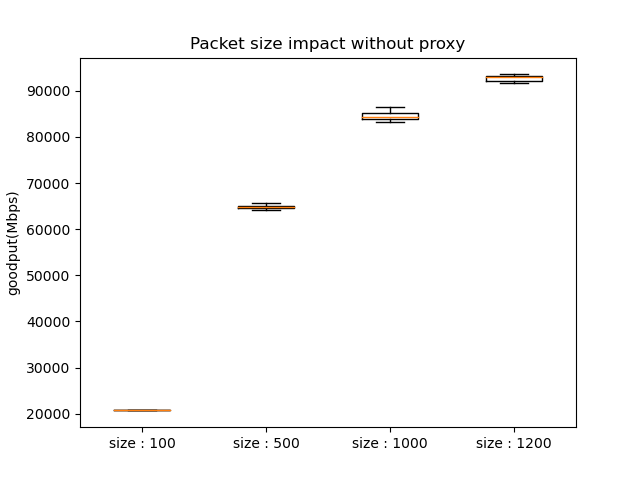 Packet size impact without proxy
goodput(Mbps)
90000
80000
70000
60000
50000
40000
30000
20000
size : 100
size : 500
size : 1000
size : 1200